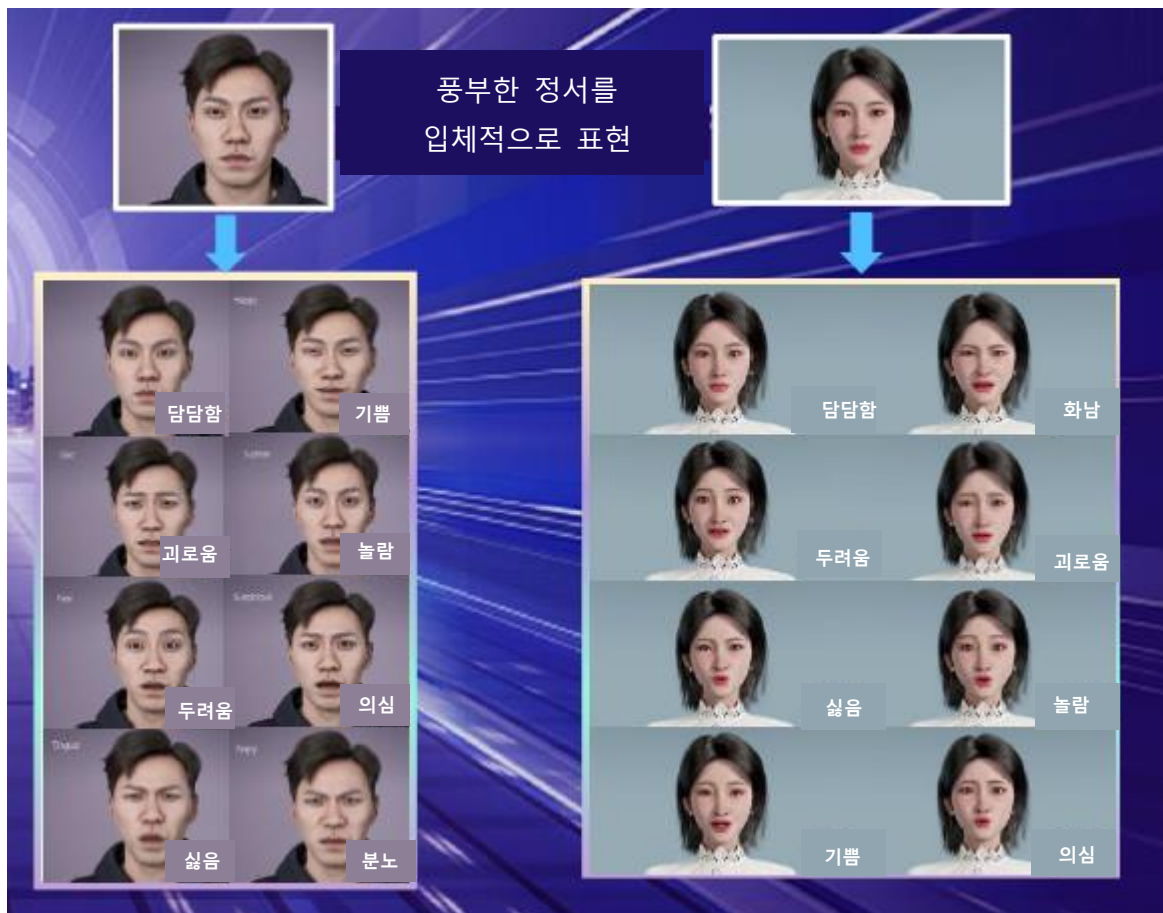 풍부한 정서를
입체적으로 표현
담담함
기쁨
괴로움
놀람
두려움
의심
싫음
분노
담담함
화남
두려움
괴로움
싫음
놀람
기쁨
의심